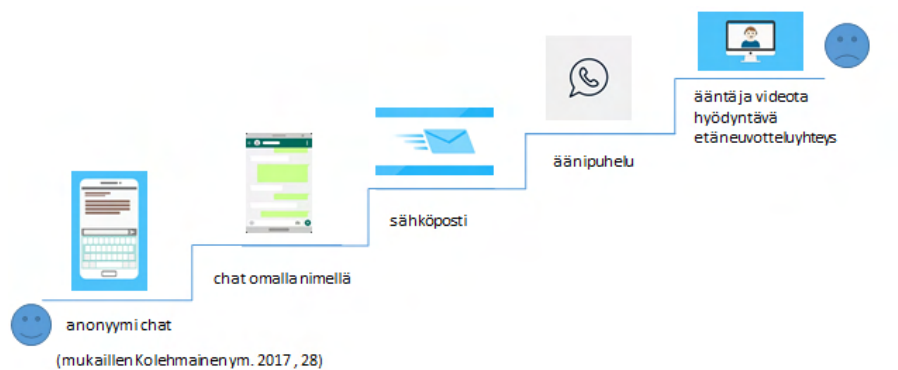 ääntä ja videota
hyödyntävä
etäneuvotteluyhteys
äänipuhelu
sähköposti
chat omalla nimellä
anonyymi chat
(mukaillen Kolehmainen ym. 2017, 28)